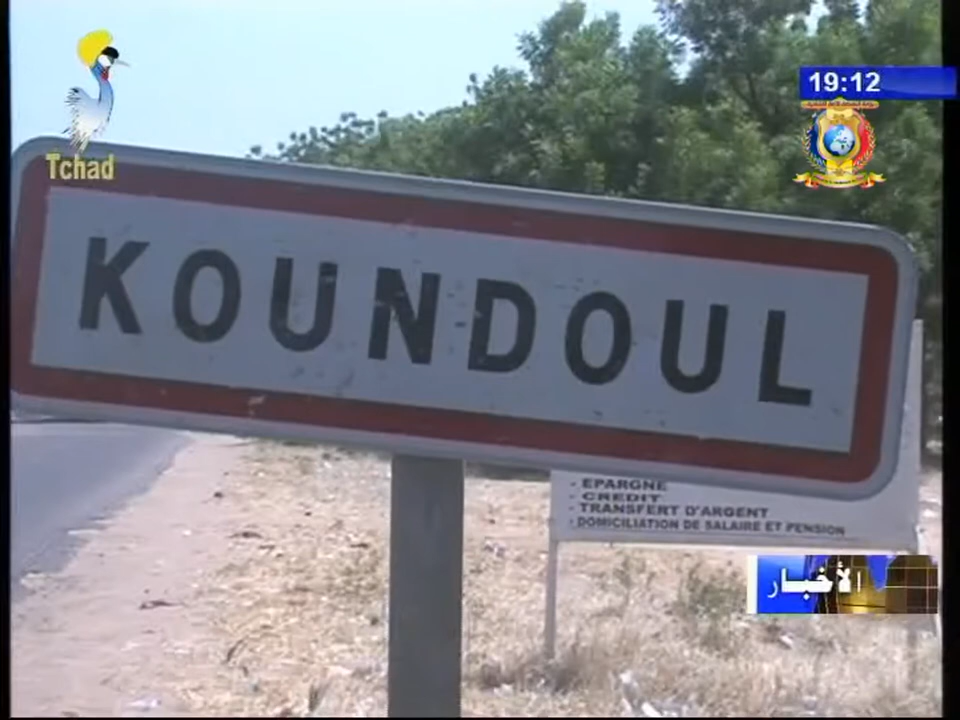 19:12
Tchad
KOUNDOUL
- EPARGNE
- CREDIT
- TRANSFERT D'ARGENT
- DOMICILIATION DE SALAIRE ET PENSION
الأخبار